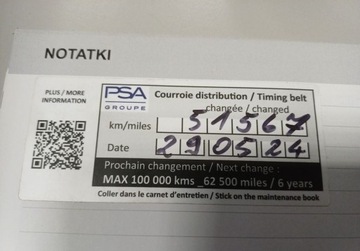 NOTATKI
PLUS / MORE
INFORMATION
PSA
GROUPE
Courroie distribution / Timing belt
changée / changed
km/miles 51567
Date 290524
Prochain changement / Next change :
MAX 100 000 kms _62 500 miles / 6 years
Coller dans le carnet d'entretien / Stick on the maintenance book